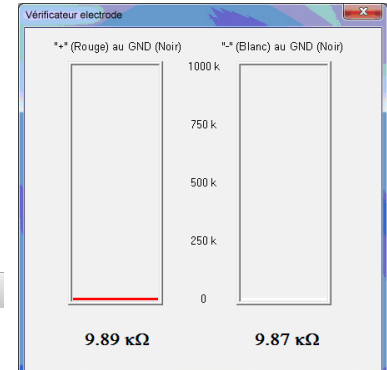 Vérificateur electrode
"+" (Rouge) au GND (Noir)
"-" (Blanc) au GND (Noir)
1000 k
750 k
500 k
250 k
0
9.89 κΩ
9.87 κΩ